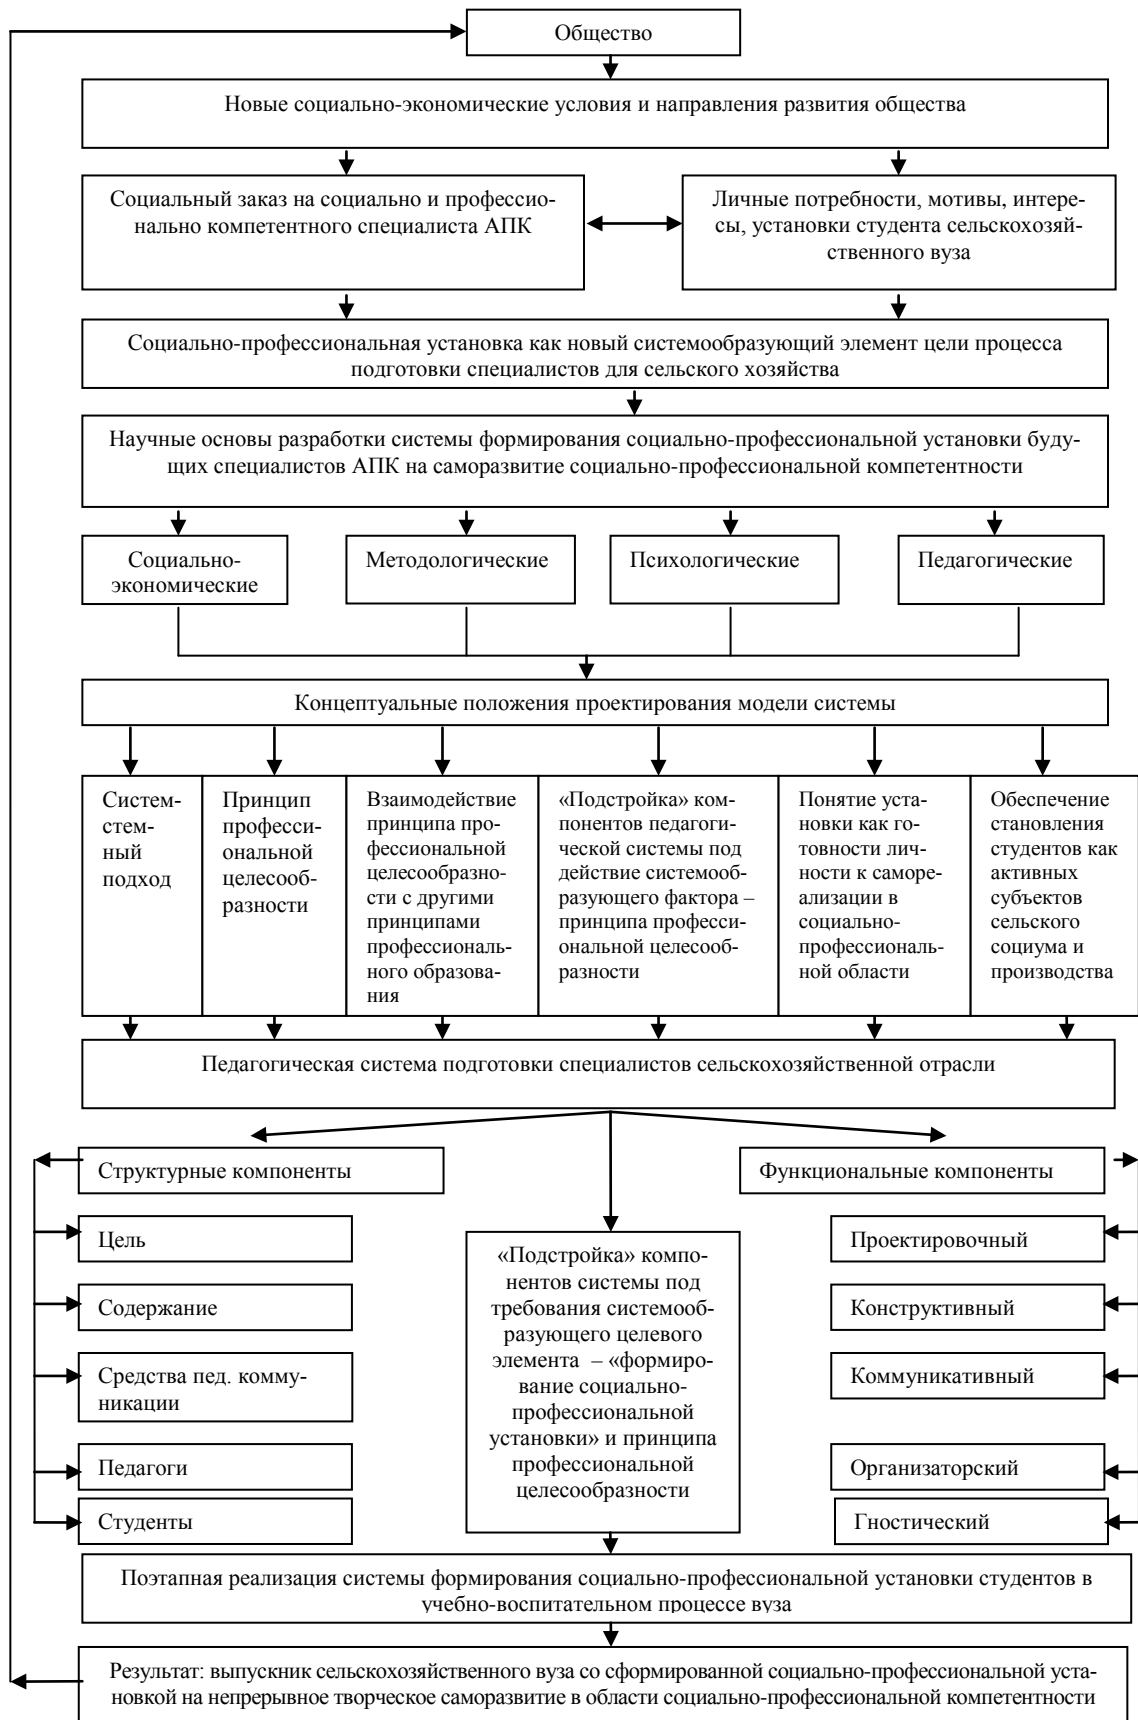 Общество
Новые социально-экономические условия и направления развития общества
Социальный заказ на социально и профессио-
нально компетентного специалиста АПК
Личные потребности, мотивы, интере-
сы, установки студента сельскохозяй-
ственного вуза
Социально-профессиональная установка как новый системообразующий элемент цели процесса
подготовки специалистов для сельского хозяйства
Научные основы разработки системы формирования социально-профессиональной установки буду-
щих специалистов АПК на саморазвитие социально-профессиональной компетентности
Социально-
экономические
Методологические
Психологические
Педагогические
Концептуальные положения проектирования модели системы
Систем-
стем-
ный
подход
Принцип
професси-
ональной
целесооб-
разности
Взаимодействие
принципа про-
фессиональной
целесообразно-
сти с другими
принципами
профессиональ-
ного образова-
ния
«Подстройка» ком-
понентов педагоги-
ческой системы под
действие системооб-
разующего фактора –
принципа професси-
ональной целесооб-
разности
Понятие уста-
новки как го-
товности лич-
ности к саморе-
ализации в
социально-
профессиональ-
ной области
Обеспечение
становления
студентов как
активных
субъектов
сельского
социума и
производства
Педагогическая система подготовки специалистов сельскохозяйственной отрасли
Структурные компоненты
Функциональные компоненты
Цель
Содержание
Средства пед. комму-
никации
Педагоги
Студенты
«Подстройка» компо-
нентов системы под
требования системооб-
разующего целевого
элемента – «формиро-
вание социально-
профессиональной
установки» и принципа
профессиональной
целесообразности
Проектировочный
Конструктивный
Коммуникативный
Организаторский
Гностический
Поэтапная реализация системы формирования социально-профессиональной установки студентов в
учебно-воспитательном процессе вуза
Результат: выпускник сельскохозяйственного вуза со сформированной социально-профессиональной уста-
новкой на непрерывное творческое саморазвитие в области социально-профессиональной компетентности